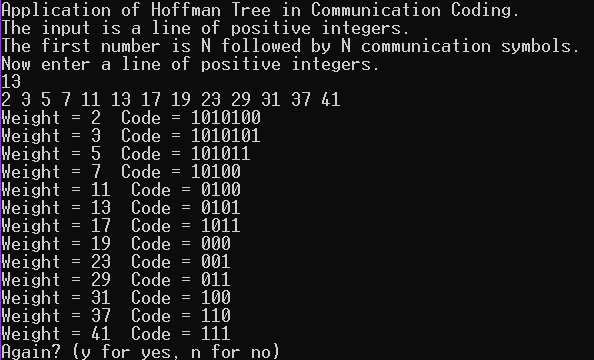 Application of Hoffman Tree in Communication Coding.
The input is a line of positive integers.
The first number is N followed by N communication symbols.
Now enter a line of positive integers.
13
2 3 5 7 11 13 17 19 23 29 31 37 41
Weight = 2  Code = 1010100
Weight = 3  Code = 1010101
Weight = 5  Code = 101011
Weight = 7  Code = 10100
Weight = 11  Code = 0100
Weight = 13  Code = 0101
Weight = 17  Code = 1011
Weight = 19  Code = 000
Weight = 23  Code = 001
Weight = 29  Code = 011
Weight = 31  Code = 100
Weight = 37  Code = 110
Weight = 41  Code = 111
Again? (y for yes, n for no)